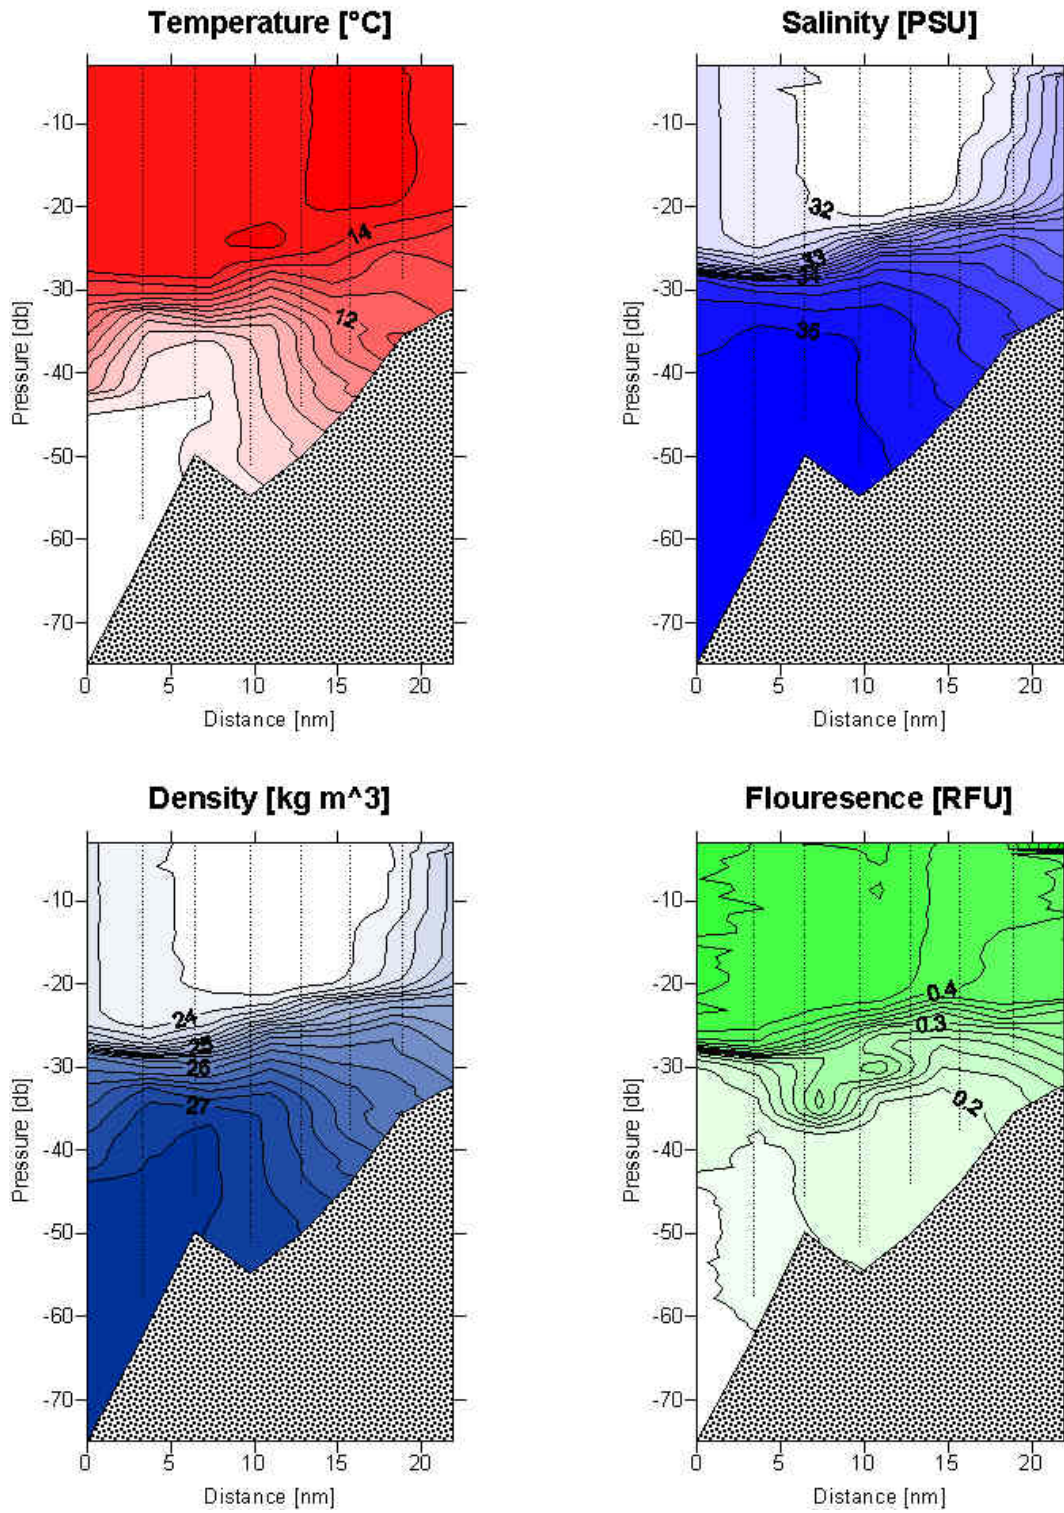 Temperature [°C]
-10
-20
-30
-40
-50
-60
-70
Pressure [db]
14
12
0 5 10 15 20
Distance [nm]
Salinity [PSU]
-10
-20
-30
-40
-50
-60
-70
Pressure [db]
32
33
34
35
0 5 10 15 20
Distance [nm]
Density [kg m^3]
-10
-20
-30
-40
-50
-60
-70
Pressure [db]
24
25
26
27
0 5 10 15 20
Distance [nm]
Flouresence [RFU]
-10
-20
-30
-40
-50
-60
-70
Pressure [db]
0.4
0.3
0.2
0 5 10 15 20
Distance [nm]